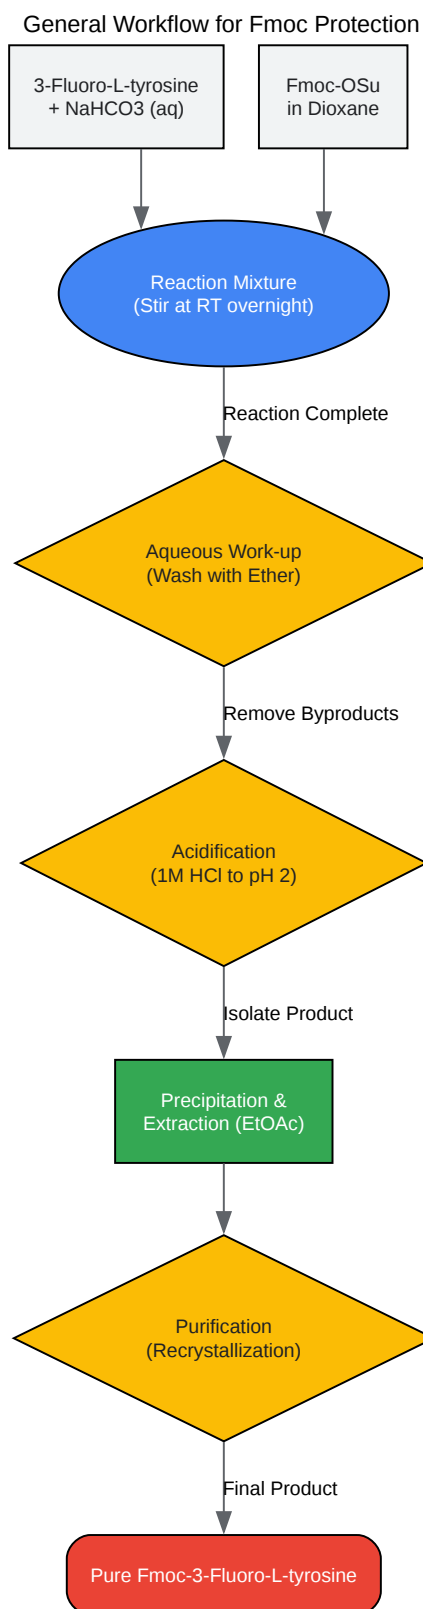 General Workflow for Fmoc Protection
3-Fluoro-L-tyrosine
+ NaHCO3 (aq)
Fmoc-OSu
in Dioxane
Reaction Mixture
(Stir at RT overnight)
Reaction Complete
Aqueous Work-up
(Wash with Ether)
Remove Byproducts
Acidification
(1M HCl to pH 2)
Isolate Product
Precipitation &
Extraction (EtOAc)
Purification
(Recrystallization)
Final Product
Pure Fmoc-3-Fluoro-L-tyrosine